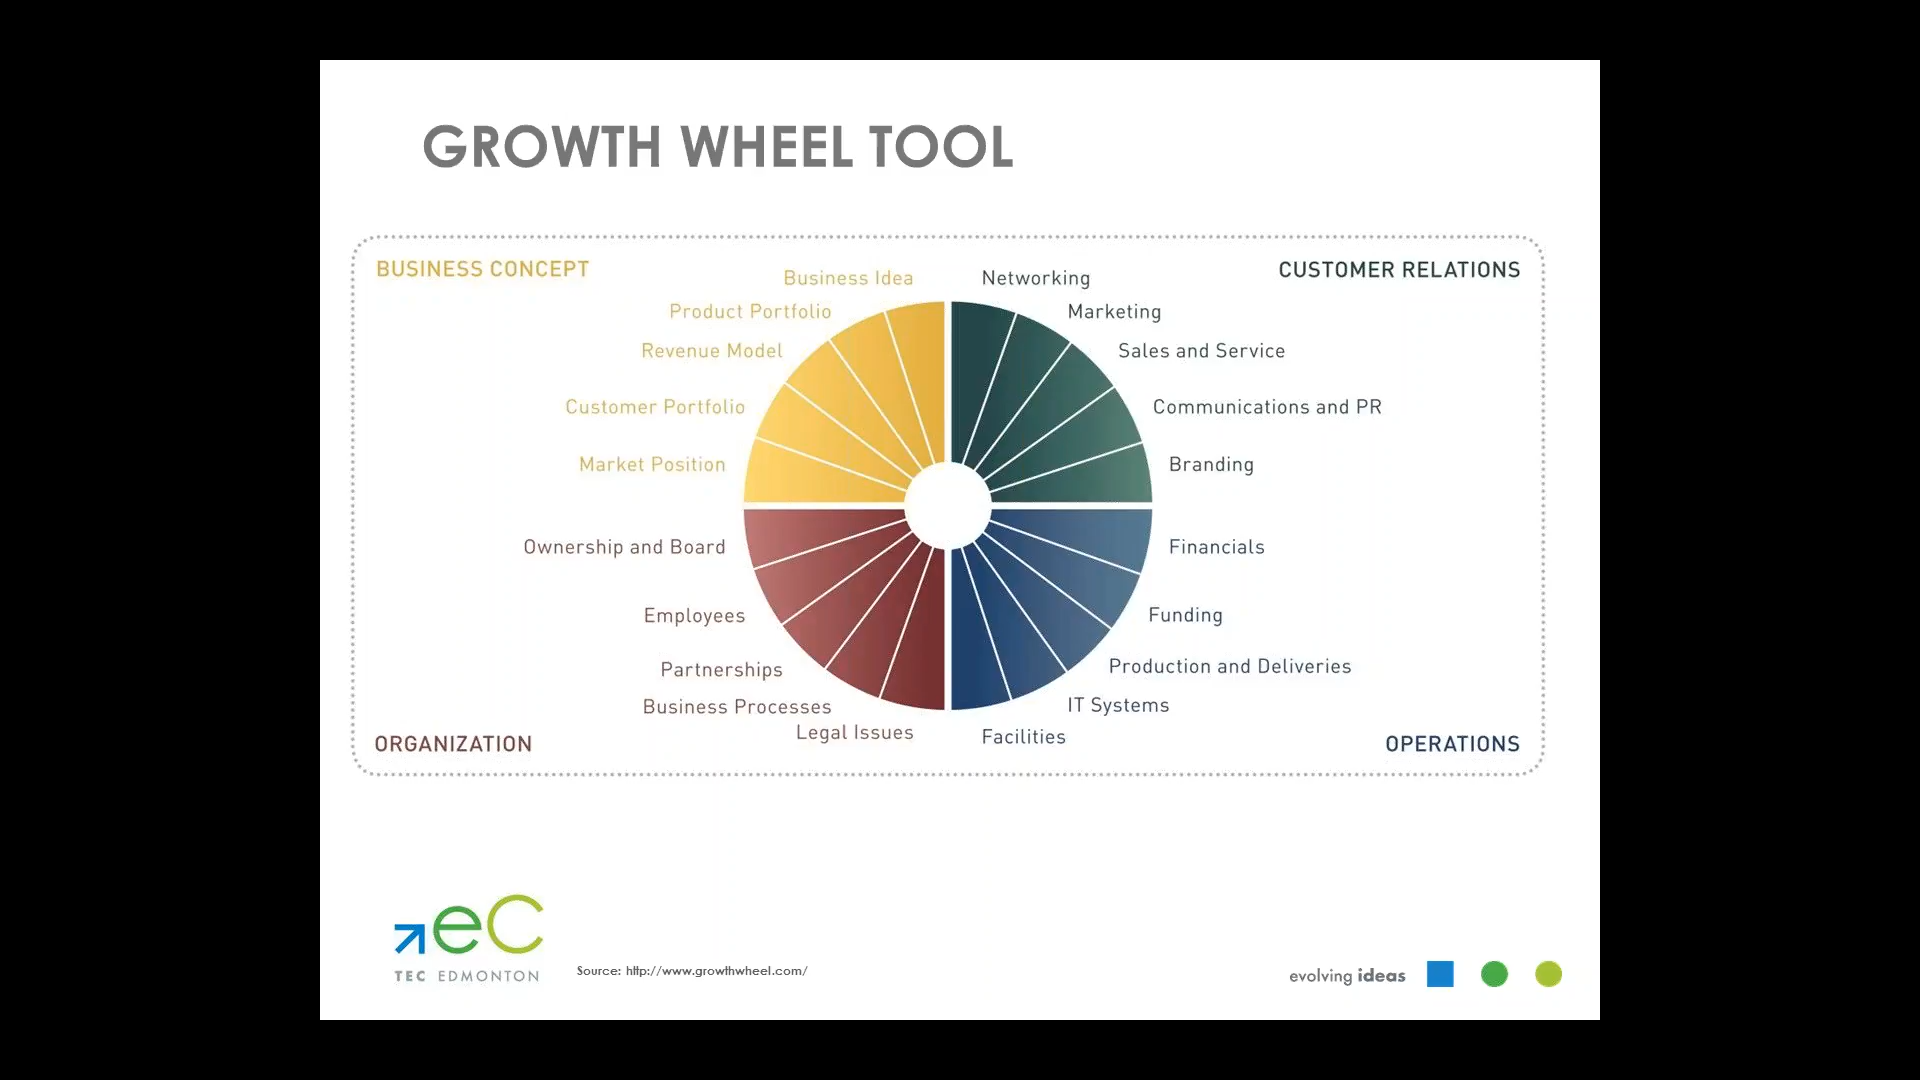 GROWTH WHEEL TOOL
BUSINESS CONCEPT
Business Idea
Product Portfolio
Revenue Model
Customer Portfolio
Market Position
CUSTOMER RELATIONS
Networking
Marketing
Sales and Service
Communications and PR
Branding
Ownership and Board
Employees
Partnerships
Business Processes
Legal Issues
ORGANIZATION
Financials
Funding
Production and Deliveries
IT Systems
Facilities
OPERATIONS
eC
TEC EDMONTON
Source: http://www.growthwheel.com/
evolving ideas